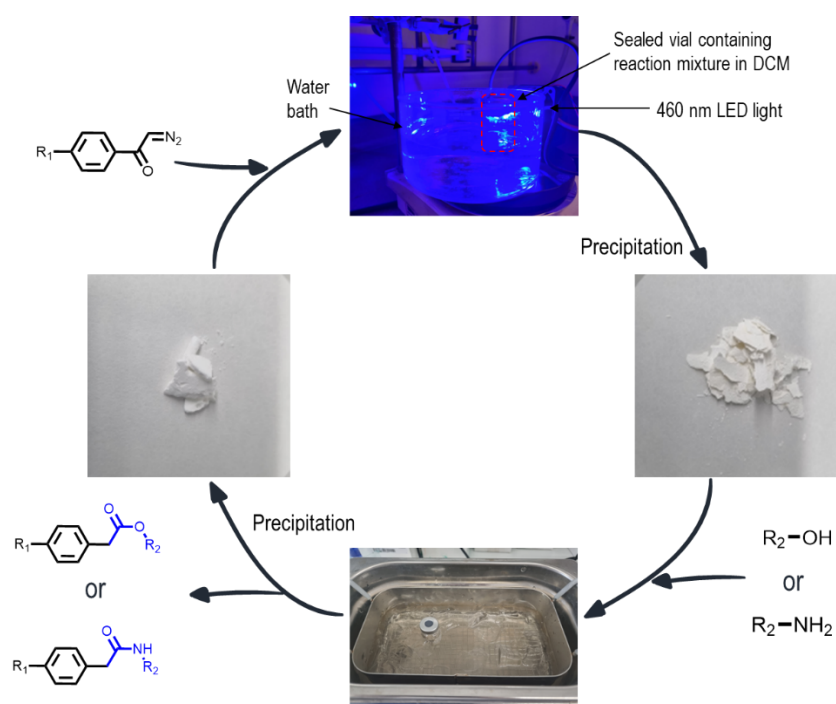 Sealed vial containing
reaction mixture in DCM
Water
bath
460 nm LED light
R1
N2
O
Precipitation
Precipitation
O
O
R1
R2
or
O
NH
R1
R2
R2-OH
or
R2-NH2